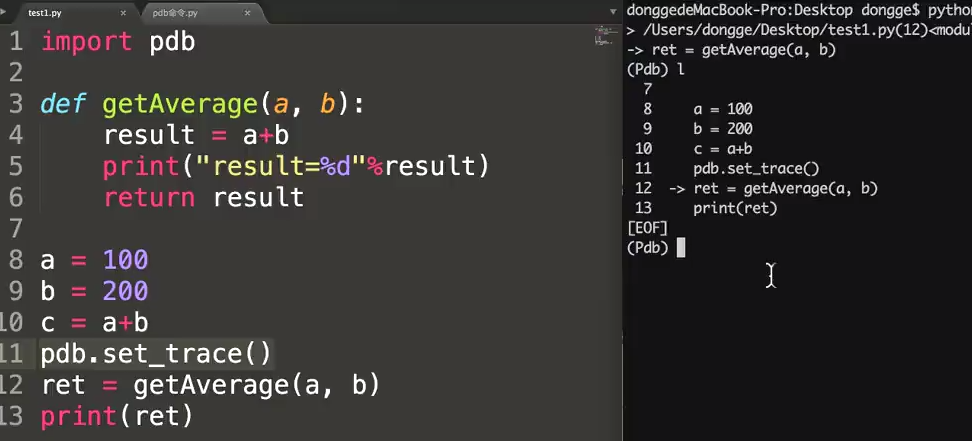 test1.py × pdb命令.py ×
1 import pdb
2
3 def getAverage(a, b):
4     result = a+b
5     print("result=%d"%result)
6     return result
7
8 a = 100
9 b = 200
10 c = a+b
11 pdb.set_trace()
12 ret = getAverage(a, b)
13 print(ret)
donggedeMacBook-Pro:Desktop dongge$ python
> /Users/dongge/Desktop/test1.py(12)<modu
-> ret = getAverage(a, b)
(Pdb) l
7
8     a = 100
9     b = 200
10     c = a+b
11     pdb.set_trace()
12  -> ret = getAverage(a, b)
13     print(ret)
[EOF]
(Pdb)